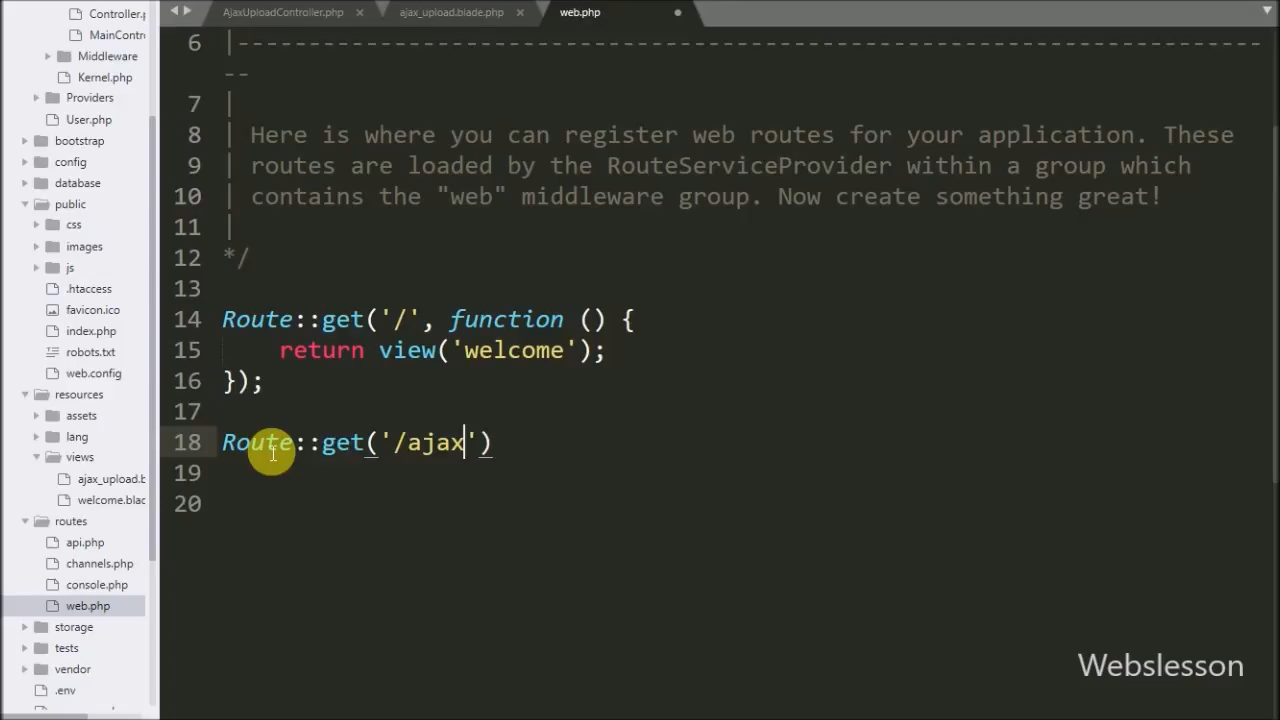 AjaxUploadController.php
ajax_upload.blade.php
web.php
Controller.p
MainContro
Middleware
Kernel.php
Providers
User.php
bootstrap
config
database
public
css
images
js
.htaccess
favicon.ico
index.php
robots.txt
web.config
resources
assets
lang
views
ajax_upload.b
welcome.blac
routes
api.php
channels.php
console.php
web.php
storage
tests
vendor
.env
6 |--------------------------------------------------------------------------
7 |
8 | Here is where you can register web routes for your application. These
9 | routes are loaded by the RouteServiceProvider within a group which
10 | contains the "web" middleware group. Now create something great!
11 |
12 */
13
14 Route::get('/', function () {
15 return view('welcome');
16 });
17
18 Route::get('/ajax')
19
20
Webslesson